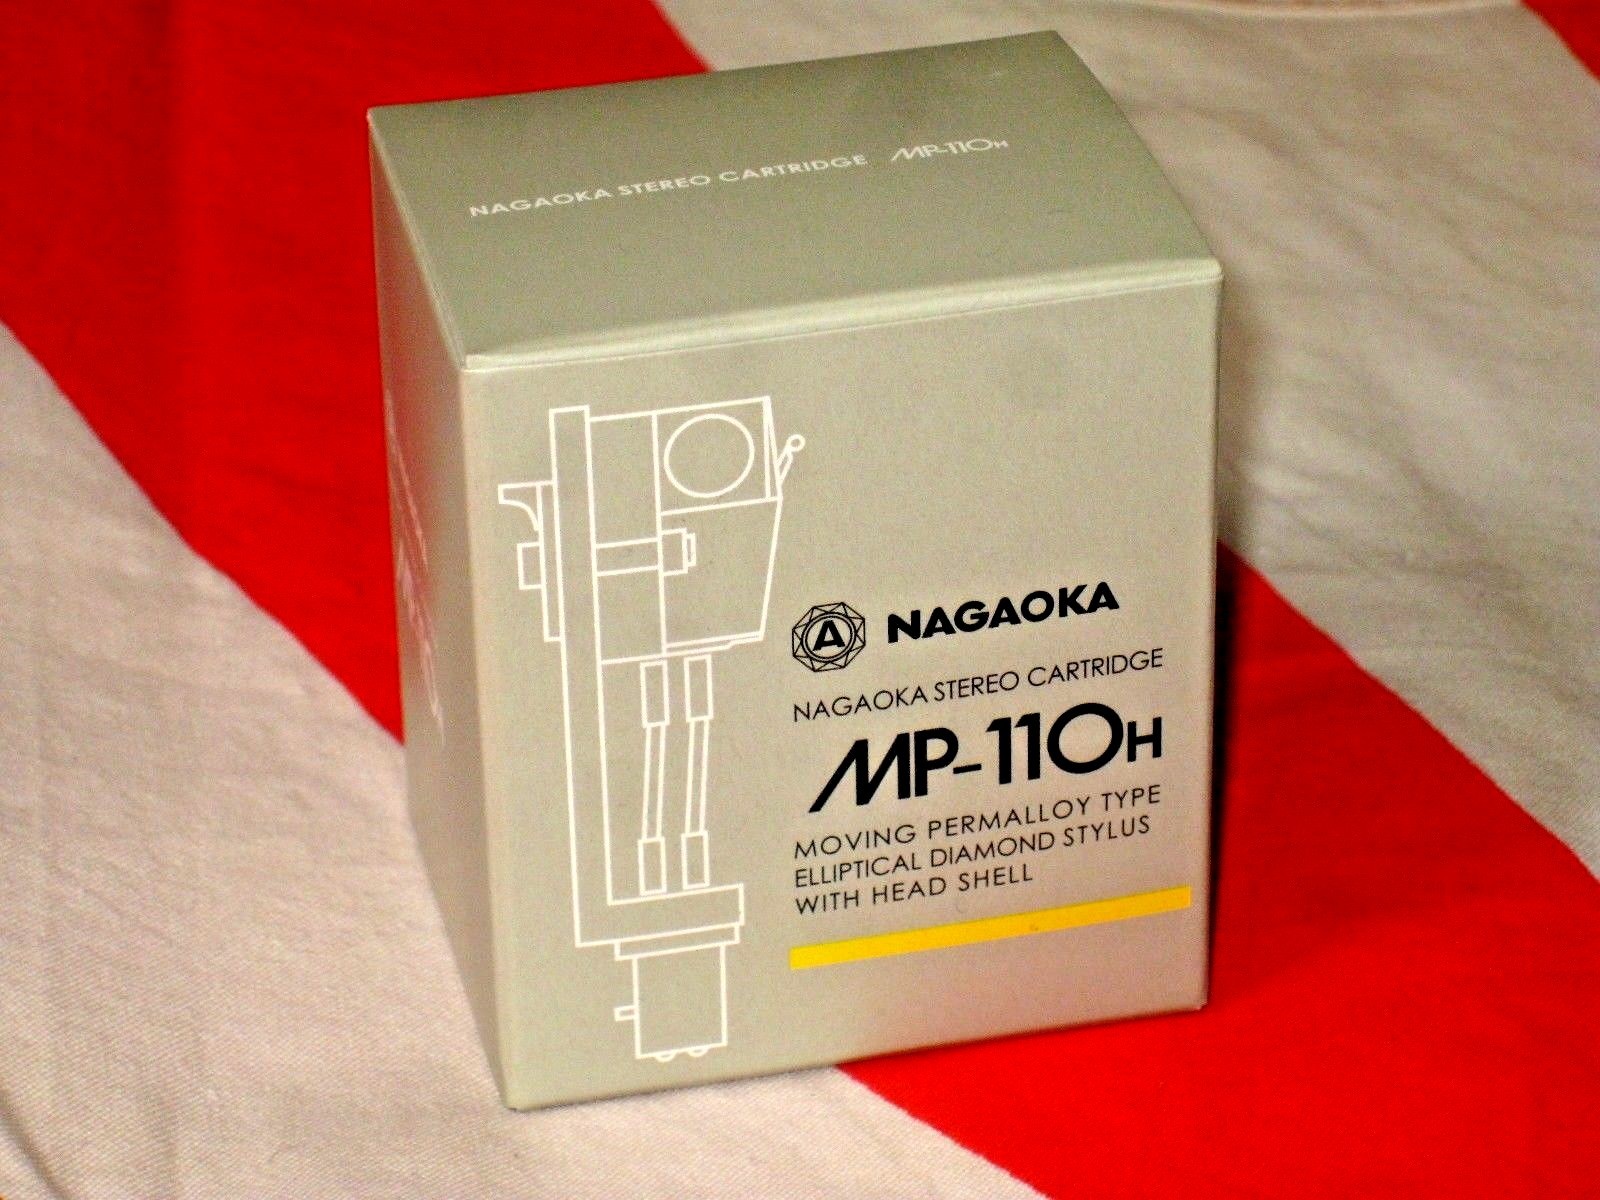 NAGAOKA STEREO CARTRIDGE MP-110H
A NAGAOKA
NAGAOKA STEREO CARTRIDGE
MP-110H
MOVING PERMALLOY TYPE
ELLIPTICAL DIAMOND STYLUS
WITH HEAD SHELL